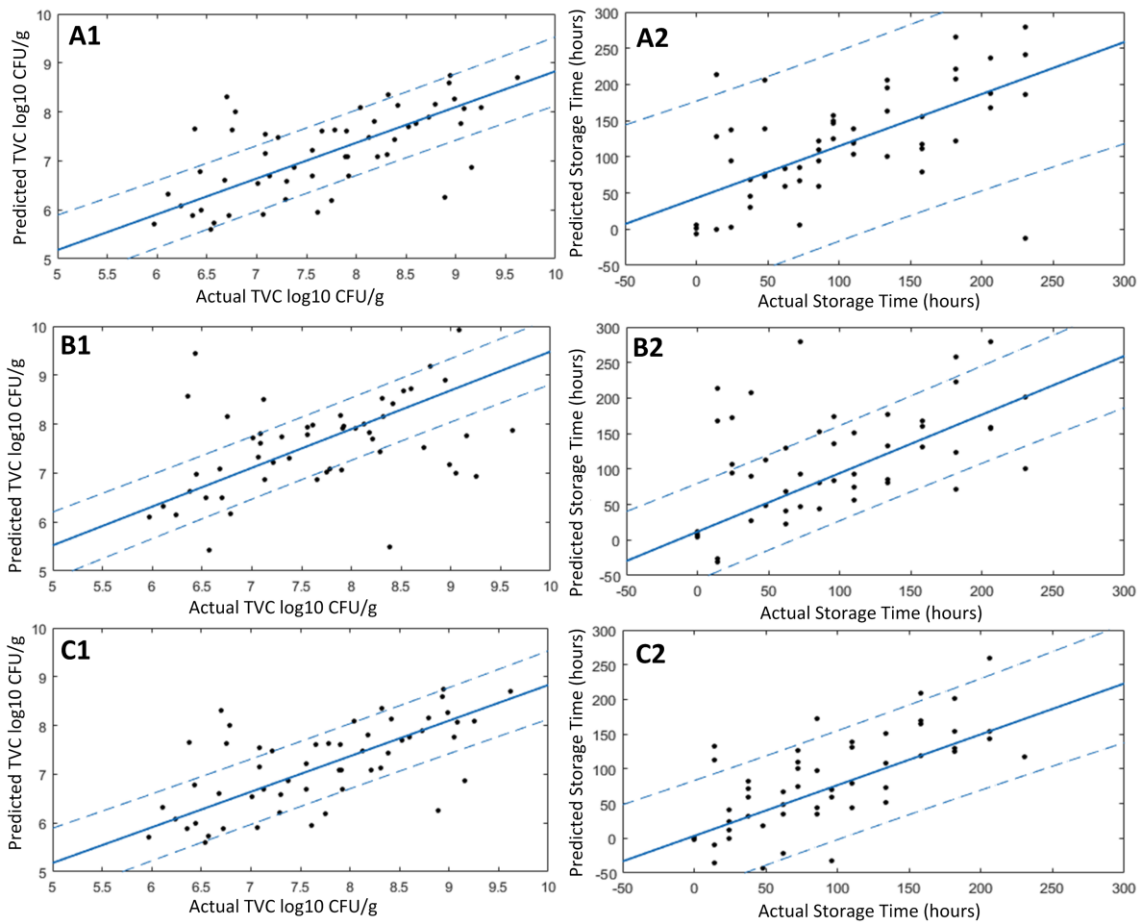 A1
Predicted TVC log10 CFU/g
10
9
8
7
6
5
5 5.5 6 6.5 7 7.5 8 8.5 9 9.5 10
Actual TVC log10 CFU/g
A2
Predicted Storage Time (hours)
300
250
200
150
100
50
0
-50
-50 0 50 100 150 200 250 300
Actual Storage Time (hours)
B1
Predicted TVC log10 CFU/g
10
9
8
7
6
5
5 5.5 6 6.5 7 7.5 8 8.5 9 9.5 10
Actual TVC log10 CFU/g
B2
Predicted Storage Time (hours)
300
250
200
150
100
50
0
-50
-50 0 50 100 150 200 250 300
Actual Storage Time (hours)
C1
Predicted TVC log10 CFU/g
10
9
8
7
6
5
5 5.5 6 6.5 7 7.5 8 8.5 9 9.5 10
Actual TVC log10 CFU/g
C2
Predicted Storage Time (hours)
300
250
200
150
100
50
0
-50
-50 0 50 100 150 200 250 300
Actual Storage Time (hours)